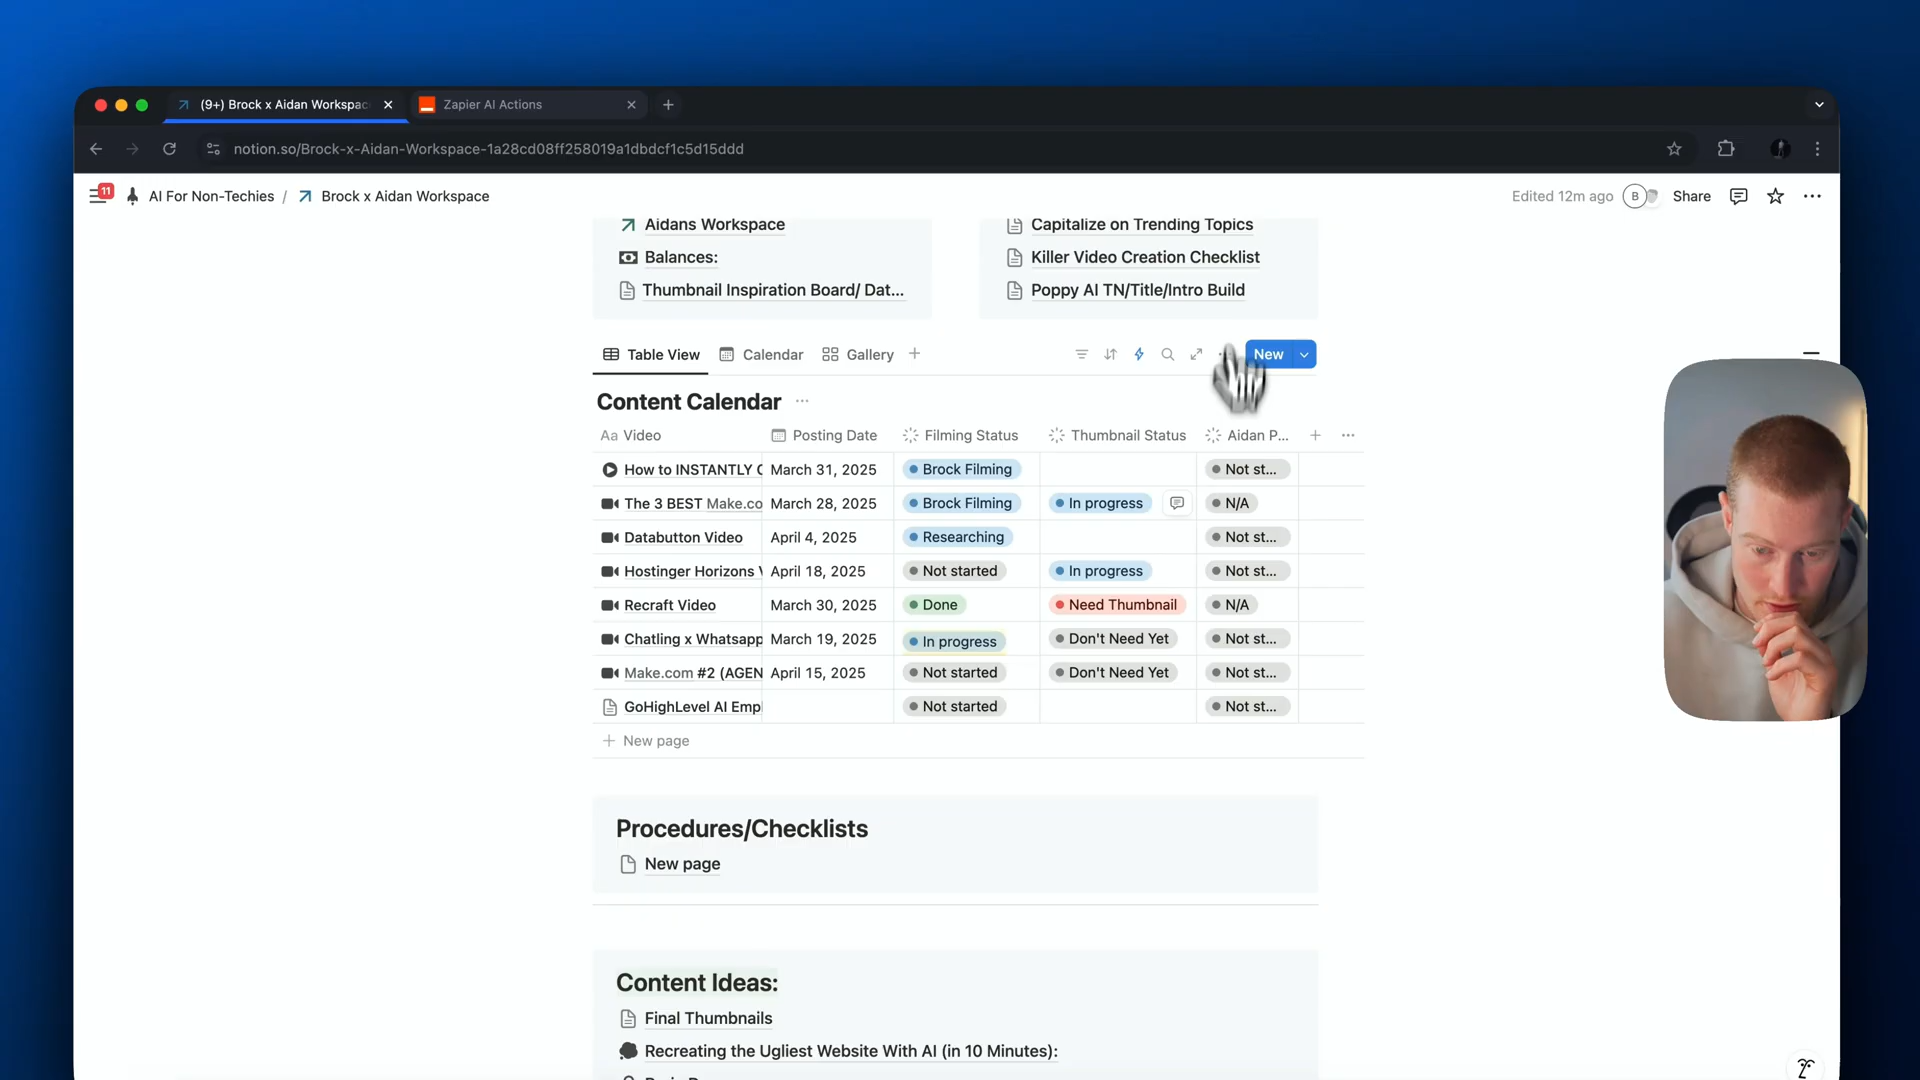 (9+) Brock x Aidan Workspac
Zapier AI Actions
notion.so/Brock-x-Aidan-Workspace-1a28cd08ff258019a1dbdcf1c5d15ddd
11
AI For Non-Techies / Brock x Aidan Workspace
Edited 12m ago B Share
Aidans Workspace
Balances:
Thumbnail Inspiration Board/ Dat...
Capitalize on Trending Topics
Killer Video Creation Checklist
Poppy AI TN/Title/Intro Build
Table View Calendar Gallery New
Content Calendar
Aa Video Posting Date Filming Status Thumbnail Status Aidan P...
How to INSTANTLY March 31, 2025 Brock Filming Not st...
The 3 BEST Make.co March 28, 2025 Brock Filming In progress N/A
Databutton Video April 4, 2025 Researching Not st...
Hostinger Horizons April 18, 2025 Not started In progress Not st...
Recraft Video March 30, 2025 Done Need Thumbnail N/A
Chatling x Whatsapp March 19, 2025 In progress Don't Need Yet Not st...
Make.com #2 (AGEN April 15, 2025 Not started Don't Need Yet Not st...
GoHighLevel AI Emp Not started Not st...
New page
Procedures/Checklists
New page
Content Ideas:
Final Thumbnails
Recreating the Ugliest Website With AI (in 10 Minutes):